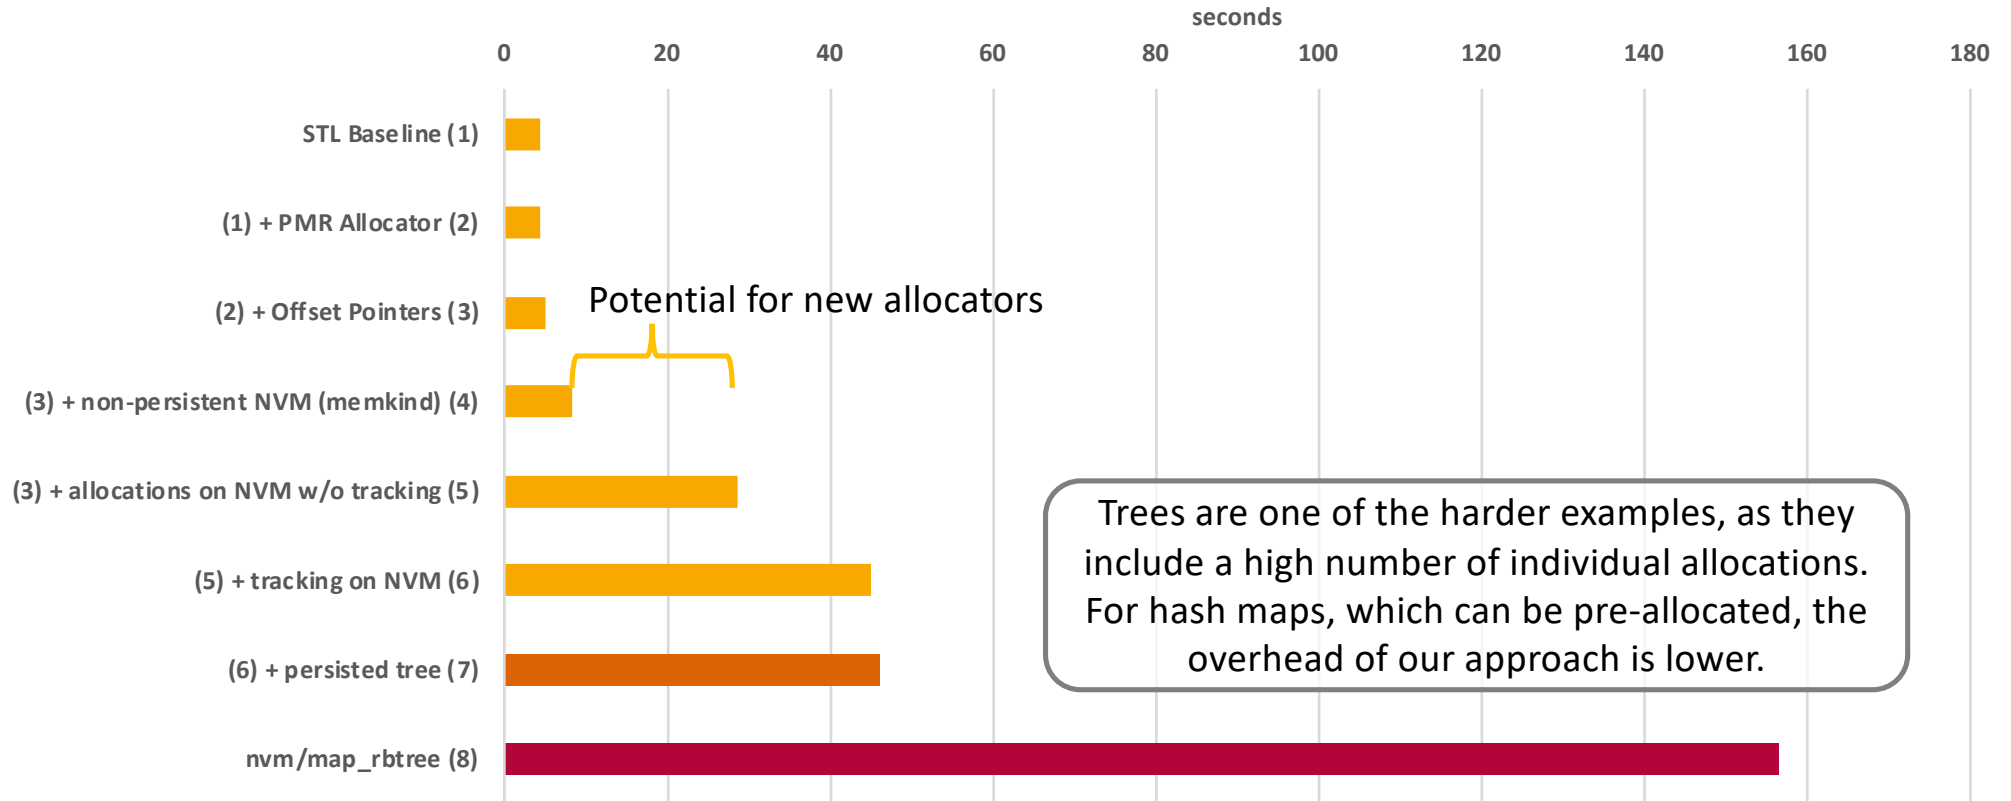 seconds
0 20 40 60 80 100 120 140 160 180
STL Baseline (1)
(1) + PMR Allocator (2)
(2) + Offset Pointers (3)
Potential for new allocators
(3) + non-persistent NVM (memkind) (4)
(3) + allocations on NVM w/o tracking (5)
Trees are one of the harder examples, as they
include a high number of individual allocations.
For hash maps, which can be pre-allocated, the
overhead of our approach is lower.
(5) + tracking on NVM (6)
(6) + persisted tree (7)
nvm/map_rbtree (8)